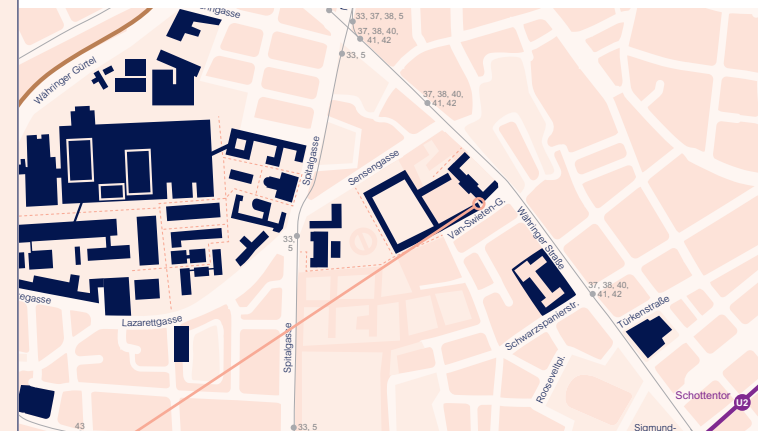 33, 37, 38, 5
37, 38, 40,
41, 42
33, 5
Währinger Gürtel
37, 38, 40,
41, 42
Spitalgasse
Sensengasse
Van-Swieten-G.
Währinger Straße
33,
5
37, 38, 40,
41, 42
Lazarettgasse
Spitalgasse
Schwarzspanierstr.
Türkenstraße
Rooseveltpl.
Schottentor
U2
43
33, 5
Sigmund-